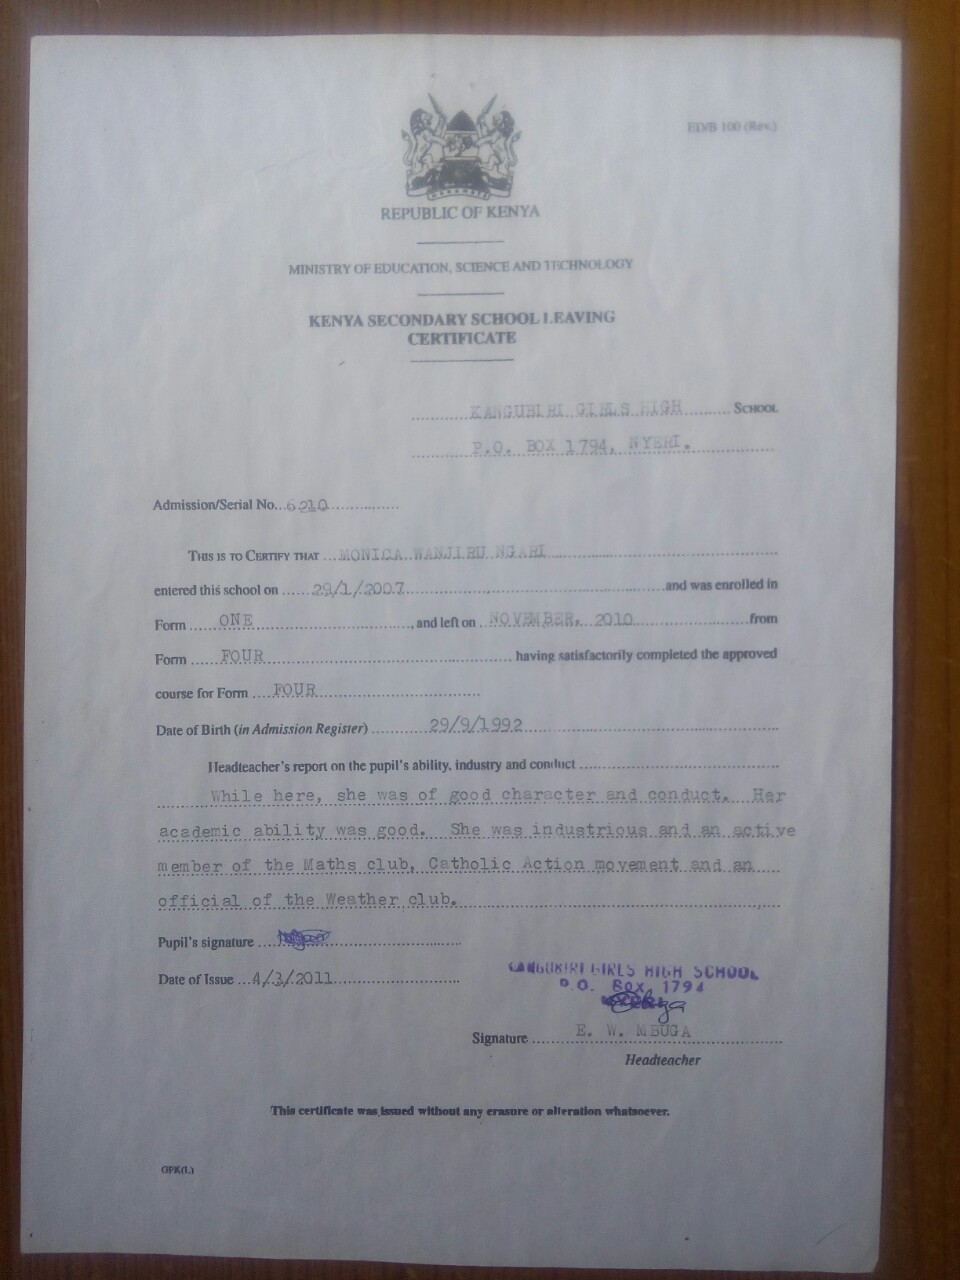 ED/B 100 (Rev.)
REPUBLIC OF KENYA
MINISTRY OF EDUCATION, SCIENCE AND TECHNOLOGY
KENYA SECONDARY SCHOOL LEAVING
CERTIFICATE
KANGUBIRI GIRLS HIGH SCHOOL
P.O. BOX 1794, NYERI.
Admission/Serial No...6210
THIS IS TO CERTIFY THAT ...MONICA WANJIRU NGARI
entered this school on ......29/1/2007 and was enrolled in
Form ......ONE, and left on ..NOVEMBER, 2010 from
Form ......FOUR having satisfactorily completed the approved
course for Form ....FOUR
Date of Birth (in Admission Register) 29/9/1992
Headteacher's report on the pupil's ability, industry and conduct
While here, she was of good character and conduct. Her
academic ability was good. She was industrious and an active
member of the Maths club, Catholic Action movement and an
official of the Weather club.
Pupil's signature
Date of Issue ...4/3/2011
KANGUBIRI GIRLS HIGH SCHOOL
P.O. Box 1794
Signature E. W. MBUGA
Headteacher
This certificate was issued without any erasure or alteration whatsoever.
GPK(L)